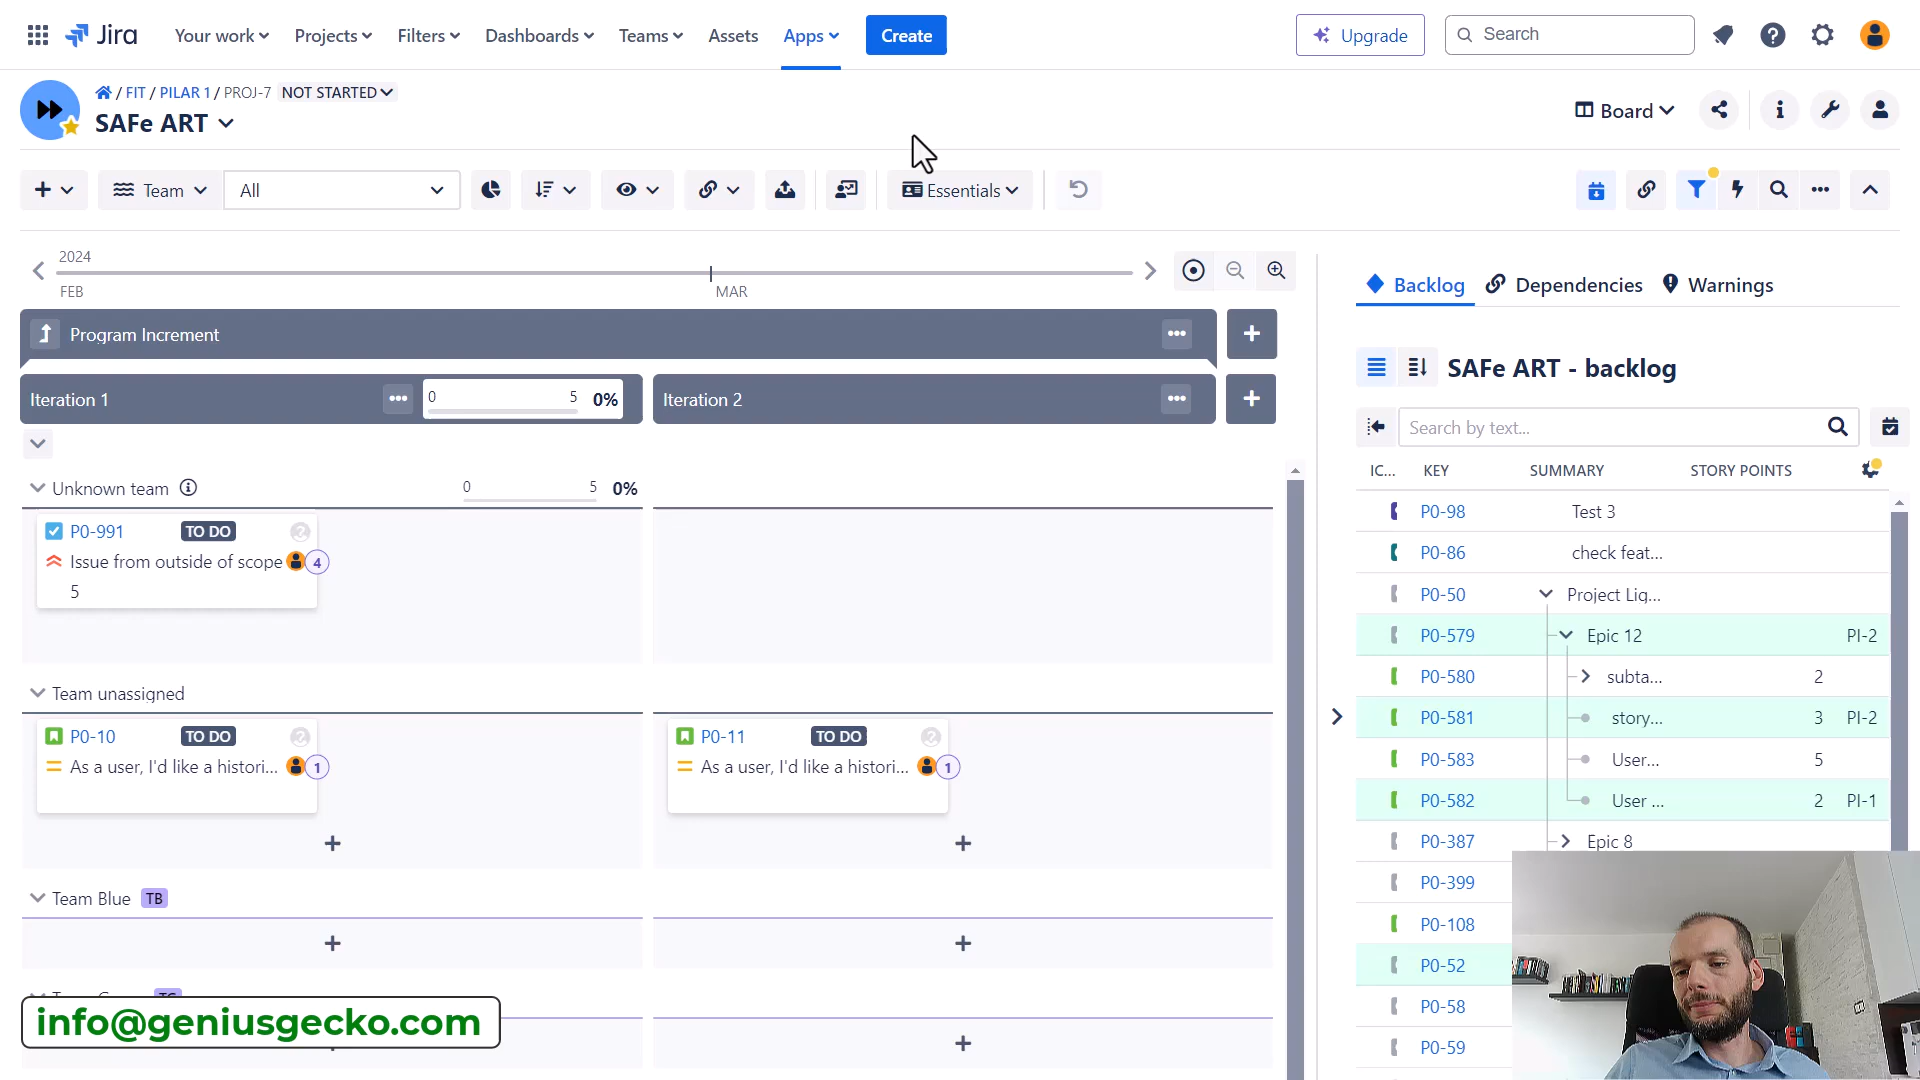 Jira Your work Projects Filters Dashboards Teams Assets Apps Create Upgrade Search
/ FIT / PILAR 1 / PROJ-7 NOT STARTED
SAFe ART
Board
Team All Essentials
2024
FEB MAR
Program Increment
Iteration 1 0 5 0% Iteration 2
Unknown team 0 5 0%
P0-991 TO DO
Issue from outside of scope 4
5
Team unassigned
P0-10 TO DO
As a user, I'd like a histori... 1
P0-11 TO DO
As a user, I'd like a histori... 1
Team Blue TB
info@geniusgecko.com
Backlog Dependencies Warnings
SAFe ART - backlog
Search by text...
IC... KEY SUMMARY STORY POINTS
P0-98 Test 3
P0-86 check feat...
P0-50 Project Liq...
P0-579 Epic 12 PI-2
P0-580 subta... 2
P0-581 story... 3 PI-2
P0-583 User... 5
P0-582 User ... 2 PI-1
P0-387 Epic 8
P0-399
P0-108
P0-52
P0-58
P0-59